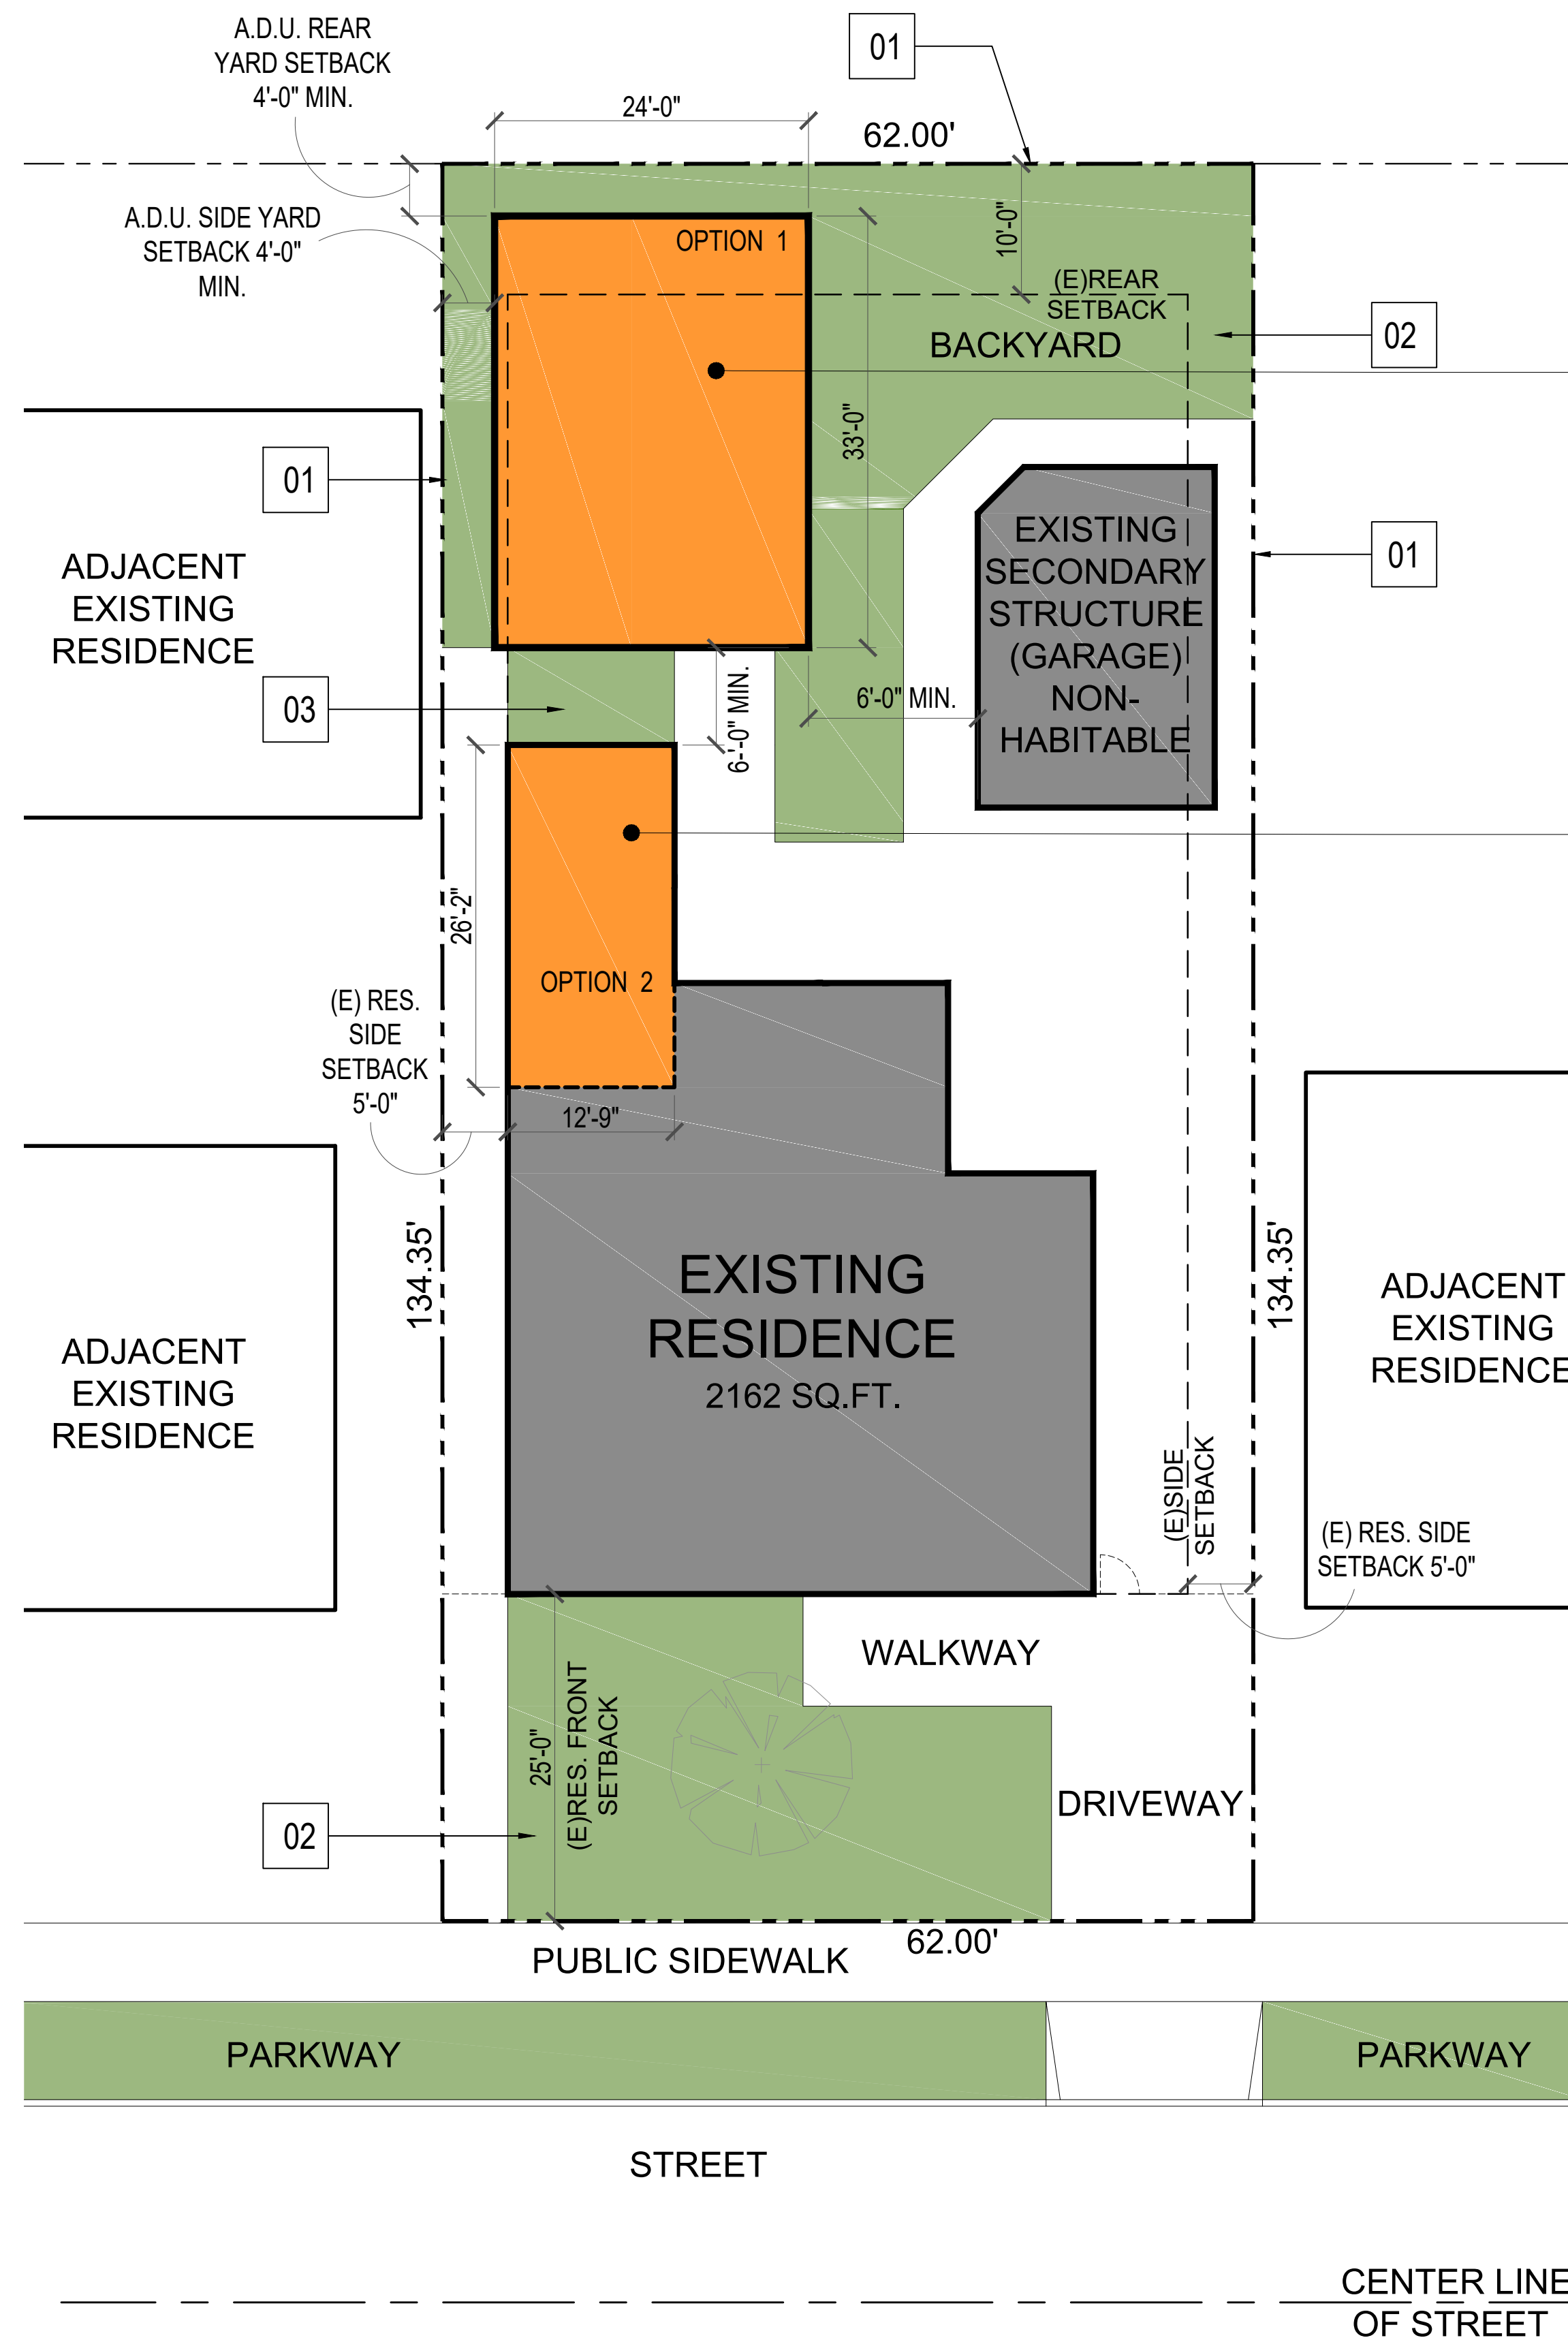 A.D.U. REAR
YARD SETBACK
4'-0" MIN.
01
24'-0"
62.00'
A.D.U. SIDE YARD
SETBACK 4'-0"
MIN.
OPTION 1
10'-0"
(E)REAR
SETBACK
BACKYARD
02
33'-0"
01
ADJACENT
EXISTING
RESIDENCE
EXISTING
SECONDARY
STRUCTURE
(GARAGE)
NON-
HABITABLE
01
03
6'-0" MIN.
6-'-0" MIN.
26'-2"
OPTION 2
(E) RES.
SIDE
SETBACK
5'-0"
12'-9"
134.35'
EXISTING
RESIDENCE
2162 SQ.FT.
134.35'
ADJACENT
EXISTING
RESIDENCE
ADJACENT
EXISTING
RESIDENCE
(E)SIDE
SETBACK
(E) RES. SIDE
SETBACK 5'-0"
WALKWAY
25'-0"
(E)RES. FRONT
SETBACK
DRIVEWAY
02
62.00'
PUBLIC SIDEWALK
PARKWAY
PARKWAY
STREET
CENTER LINE
OF STREET